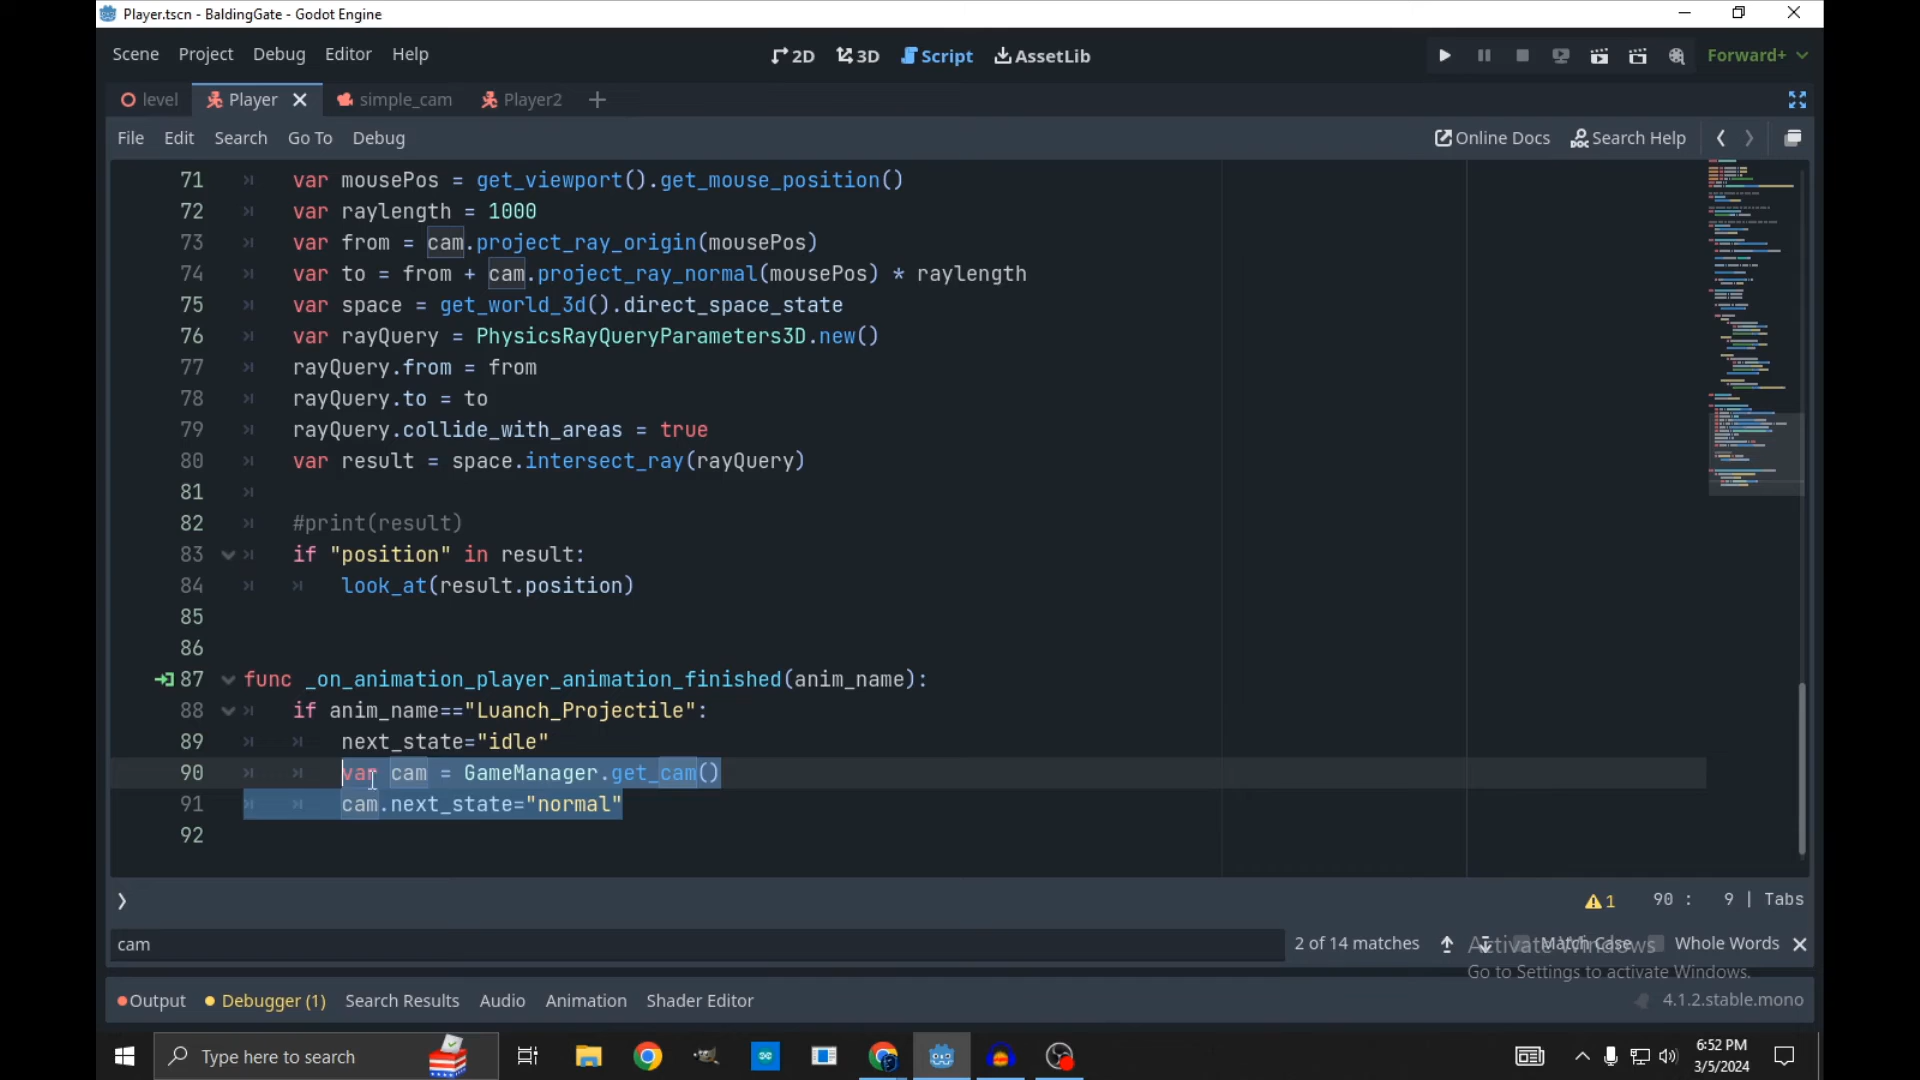 Player.tscn - BaldingGate - Godot Engine
Scene Project Debug Editor Help 2D 3D Script AssetLib Forward+
level Player simple_cam Player2
File Edit Search Go To Debug Online Docs Search Help
71 var mousePos = get_viewport().get_mouse_position()
72 var raylength = 1000
73 var from = cam.project_ray_origin(mousePos)
74 var to = from + cam.project_ray_normal(mousePos) * raylength
75 var space = get_world_3d().direct_space_state
76 var rayQuery = PhysicsRayQueryParameters3D.new()
77 rayQuery.from = from
78 rayQuery.to = to
79 rayQuery.collide_with_areas = true
80 var result = space.intersect_ray(rayQuery)
81
82 #print(result)
83 if "position" in result:
84 look_at(result.position)
85
86
87 func _on_animation_player_animation_finished(anim_name):
88 if anim_name=="Luanch_Projectile":
89 next_state="idle"
90 var cam = GameManager.get_cam()
91 cam.next_state="normal"
92
1 90 : 9 | Tabs
cam 2 of 14 matches Match Case Whole Words
Activate Windows
Go to Settings to activate Windows.
Output Debugger (1) Search Results Audio Animation Shader Editor 4.1.2.stable.mono
Type here to search 6:52 PM
3/5/2024